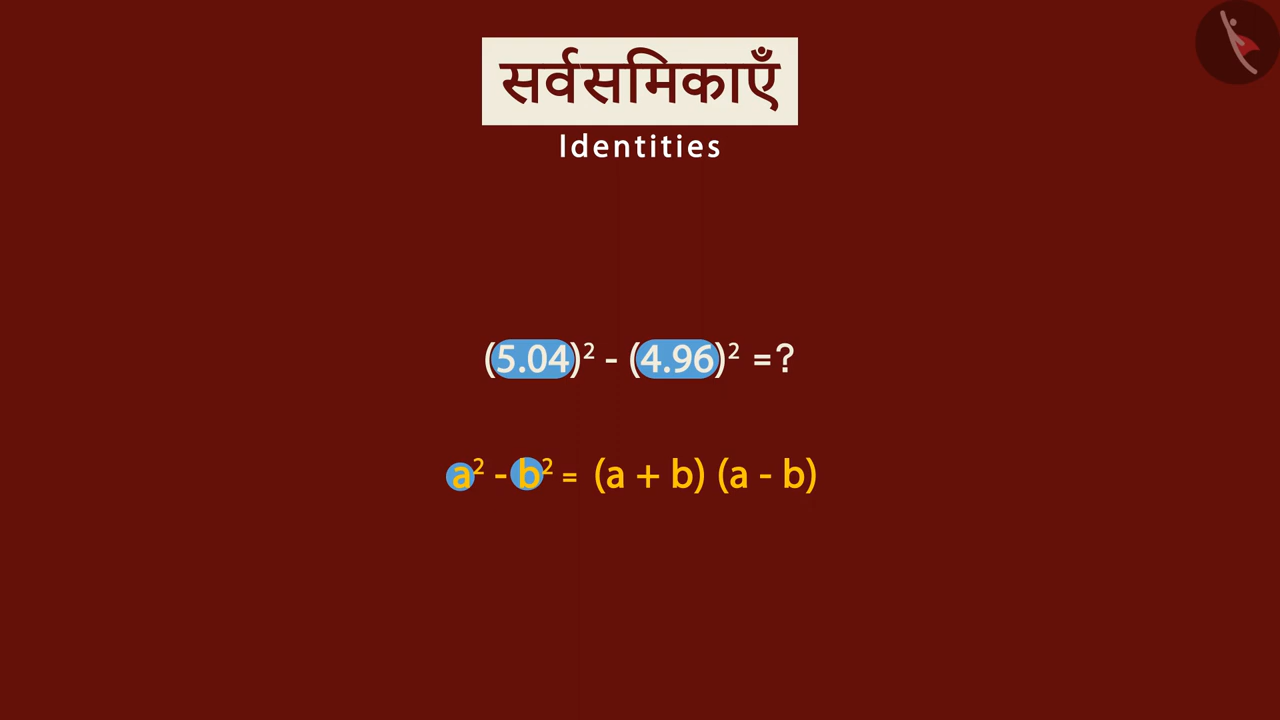 सर्वसमिकाएँ
Identities
(5.04)² - (4.96)² =?
a² - b² = (a + b) (a - b)